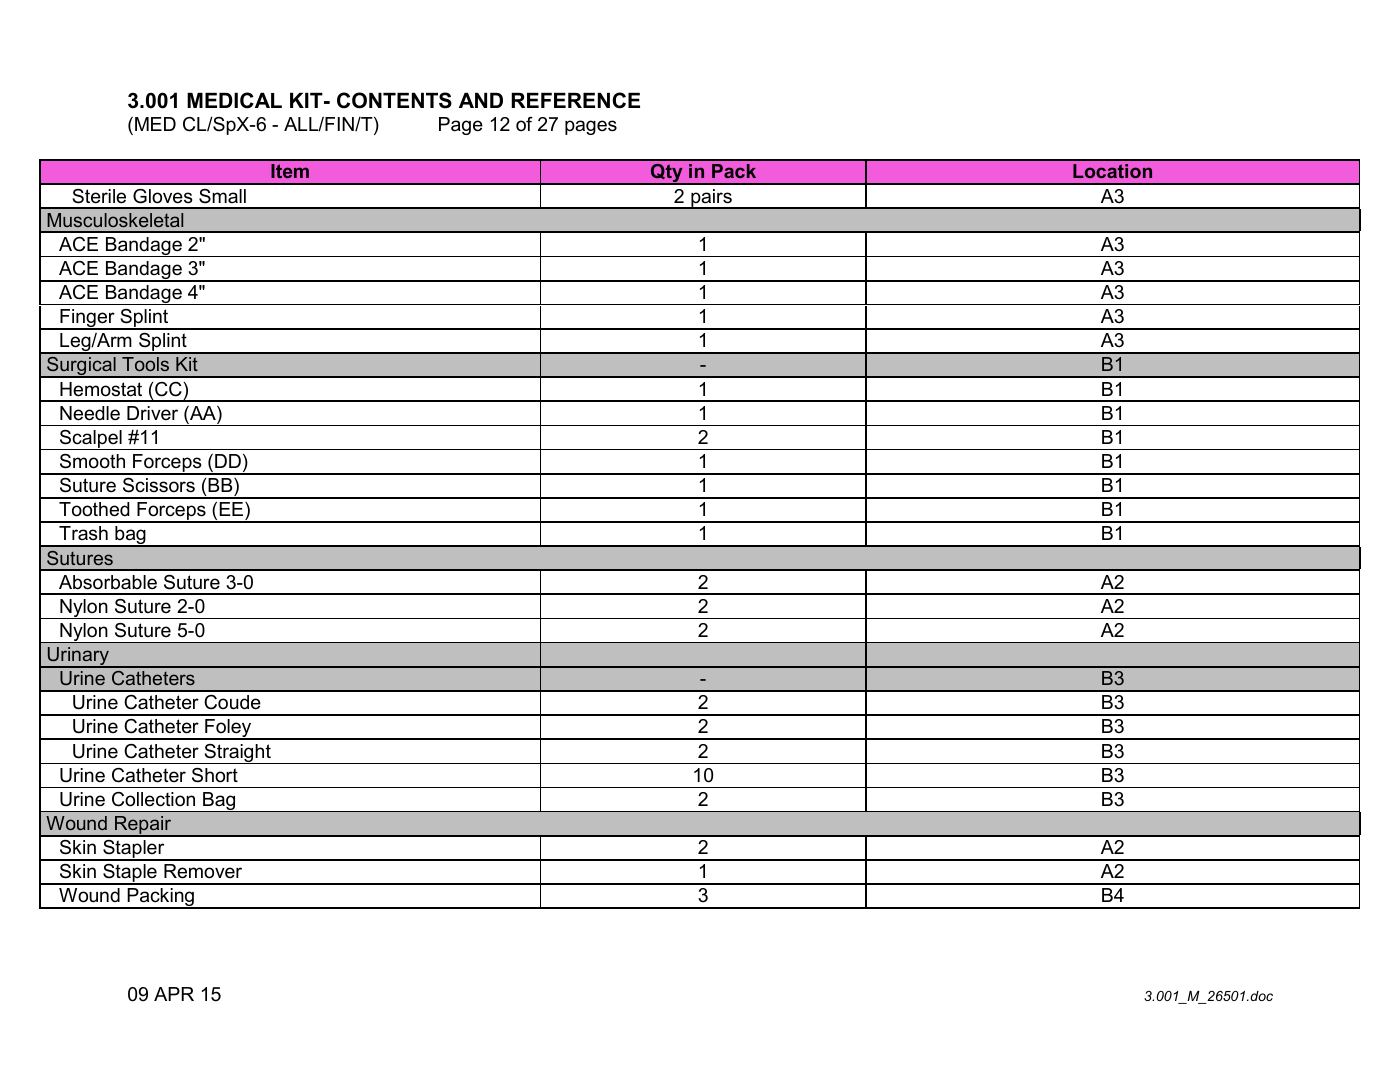 3.001 MEDICAL KIT- CONTENTS AND REFERENCE
(MED CL/SpX-6 - ALL/FIN/T) Page 12 of 27 pages
Item Qty in Pack Location
Sterile Gloves Small 2 pairs A3
Musculoskeletal
ACE Bandage 2" 1 A3
ACE Bandage 3" 1 A3
ACE Bandage 4" 1 A3
Finger Splint 1 A3
Leg/Arm Splint 1 A3
Surgical Tools Kit - B1
Hemostat (CC) 1 B1
Needle Driver (AA) 1 B1
Scalpel #11 2 B1
Smooth Forceps (DD) 1 B1
Suture Scissors (BB) 1 B1
Toothed Forceps (EE) 1 B1
Trash bag 1 B1
Sutures
Absorbable Suture 3-0 2 A2
Nylon Suture 2-0 2 A2
Nylon Suture 5-0 2 A2
Urinary
Urine Catheters - B3
Urine Catheter Coude 2 B3
Urine Catheter Foley 2 B3
Urine Catheter Straight 2 B3
Urine Catheter Short 10 B3
Urine Collection Bag 2 B3
Wound Repair
Skin Stapler 2 A2
Skin Staple Remover 1 A2
Wound Packing 3 B4
09 APR 15 3.001_M_26501.doc